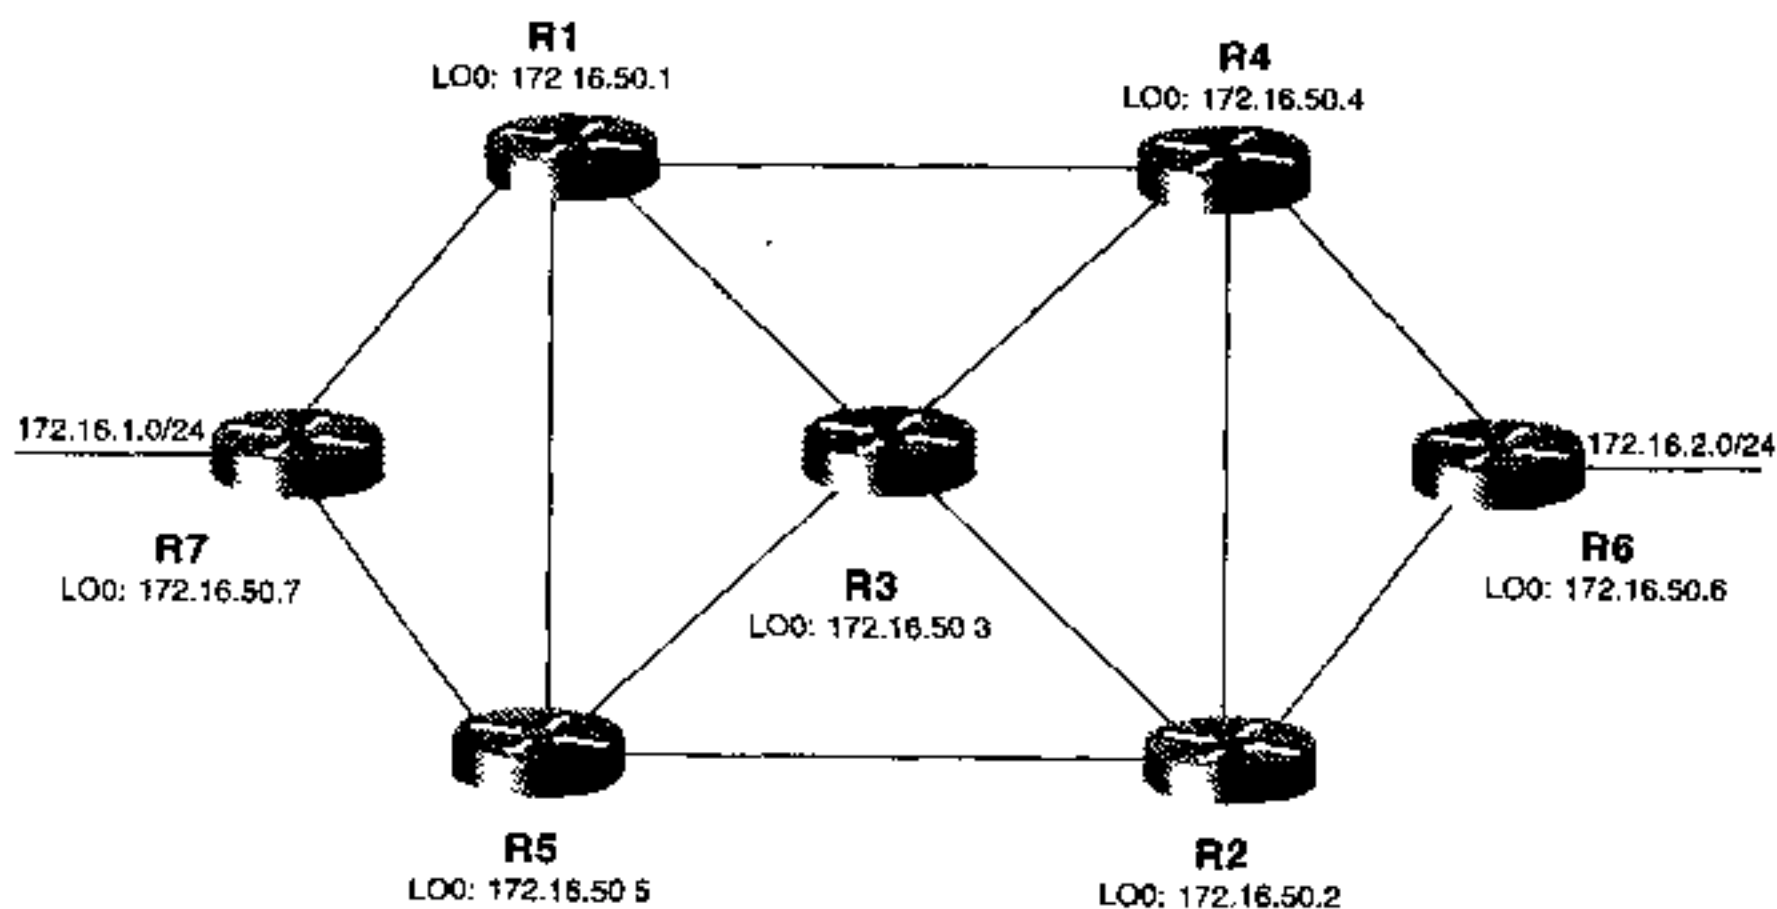 R1
LO0: 172 16.50.1
R4
LO0: 172.16.50.4
172.16.1.0/24
172.16.2.0/24
R7
LO0: 172.16.50.7
R3
LO0: 172.16.50 3
R6
LO0: 172.16.50.6
R5
LO0: 172.16.50 5
R2
LO0: 172.16.50.2